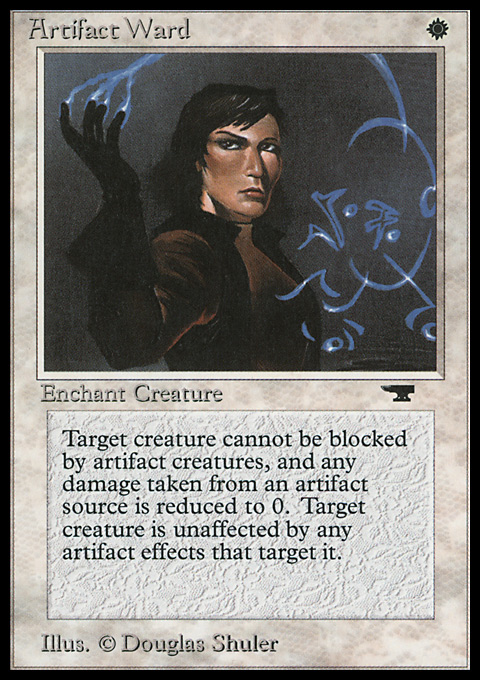 Artifact Ward
Enchant Creature
Target creature cannot be blocked
by artifact creatures, and any
damage taken from an artifact
source is reduced to 0. Target
creature is unaffected by any
artifact effects that target it.
Illus. © Douglas Shuler